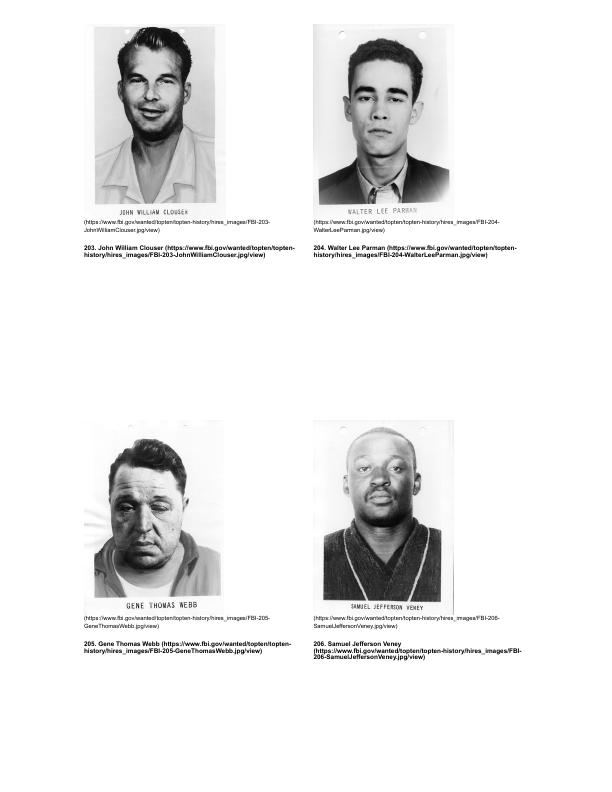 JOHN WILLIAM CLOUSER
(https://www.fbi.gov/wanted/topten/topten-history/hires_images/FBI-203-
JohnWilliamClouser.jpg/view)
203. John William Clouser (https://www.fbi.gov/wanted/topten/topten-
history/hires_images/FBI-203-JohnWilliamClouser.jpg/view)
WALTER LEE PARMAN
(https://www.fbi.gov/wanted/topten/topten-history/hires_images/FBI-204-
WalterLeeParman.jpg/view)
204. Walter Lee Parman (https://www.fbi.gov/wanted/topten/topten-
history/hires_images/FBI-204-WalterLeeParman.jpg/view)
GENE THOMAS WEBB
(https://www.fbi.gov/wanted/topten/topten-history/hires_images/FBI-205-
GeneThomasWebb.jpg/view)
205. Gene Thomas Webb (https://www.fbi.gov/wanted/topten/topten-
history/hires_images/FBI-205-GeneThomasWebb.jpg/view)
SAMUEL JEFFERSON VENEY
(https://www.fbi.gov/wanted/topten/topten-history/hires_images/FBI-206-
SamuelJeffersonVeney.jpg/view)
206. Samuel Jefferson Veney
(https://www.fbi.gov/wanted/topten/topten-history/hires_images/FBI-
206-SamuelJeffersonVeney.jpg/view)